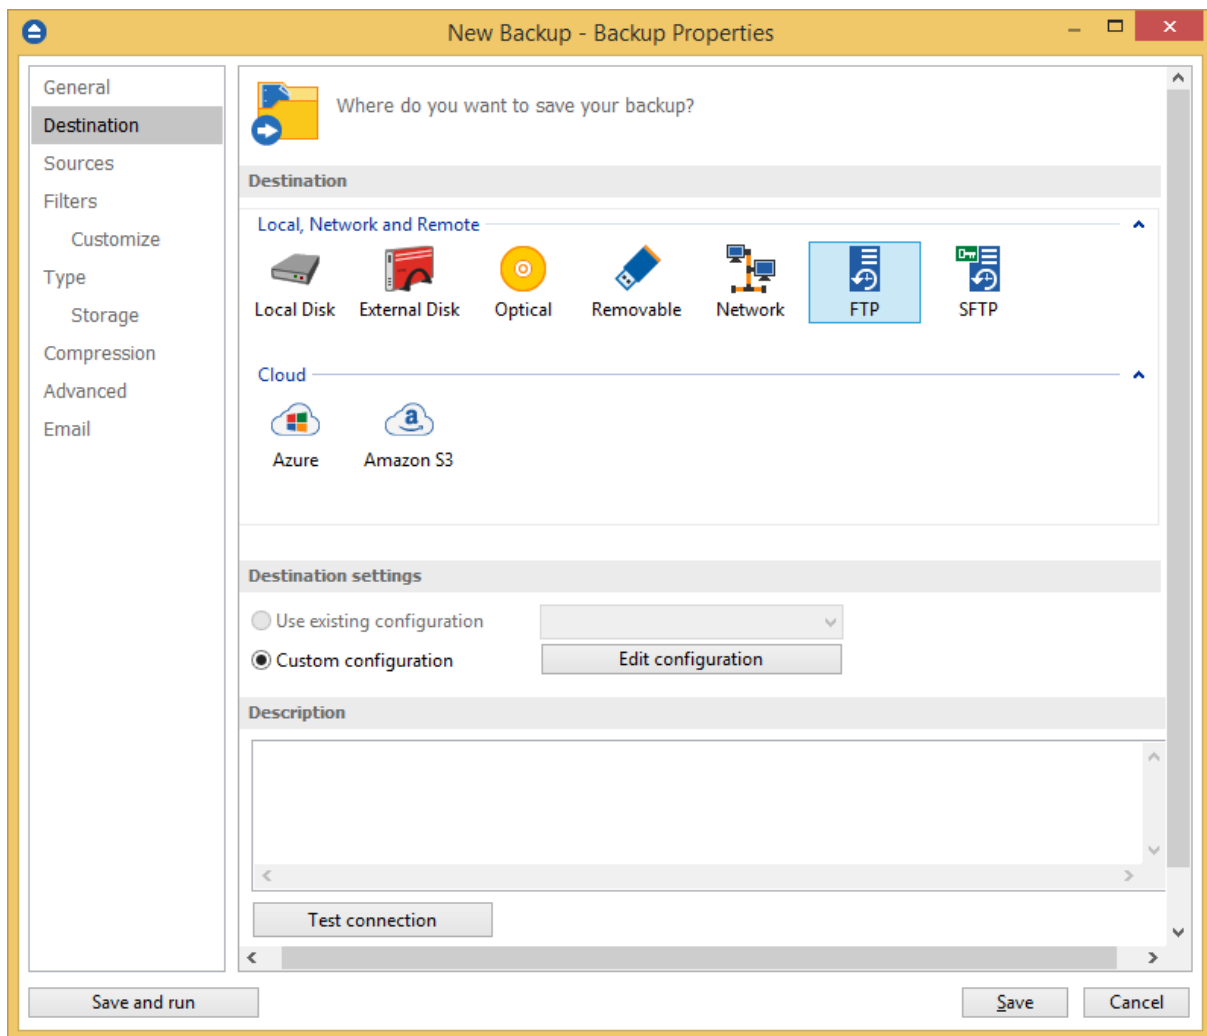 New Backup - Backup Properties
General
Destination
Sources
Filters
Customize
Type
Storage
Compression
Advanced
Email
Where do you want to save your backup?
Destination
Local, Network and Remote
Local Disk External Disk Optical Removable Network FTP SFTP
Cloud
a
Azure Amazon S3
Destination settings
Use existing configuration
Custom configuration Edit configuration
Description
Test connection
Save and run Save Cancel